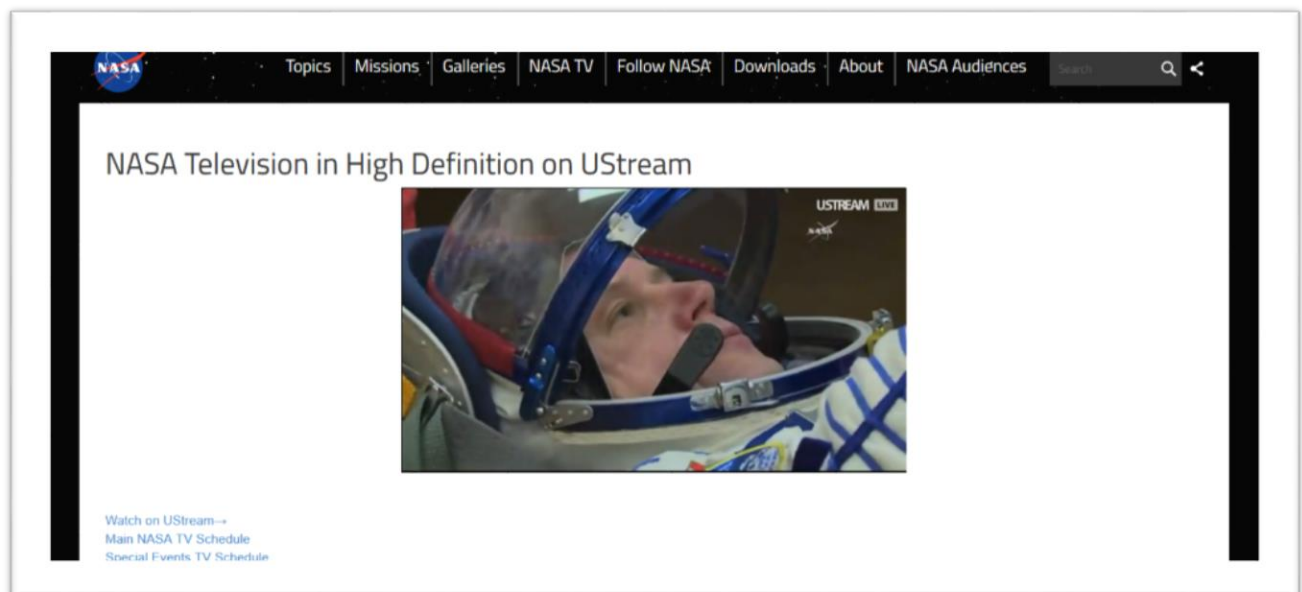 NASA
Topics Missions Galleries NASA TV Follow NASA Downloads About NASA Audiences Search
NASA Television in High Definition on UStream
USTREAM LIVE
NASA
Watch on UStream→
Main NASA TV Schedule
Special Events TV Schedule